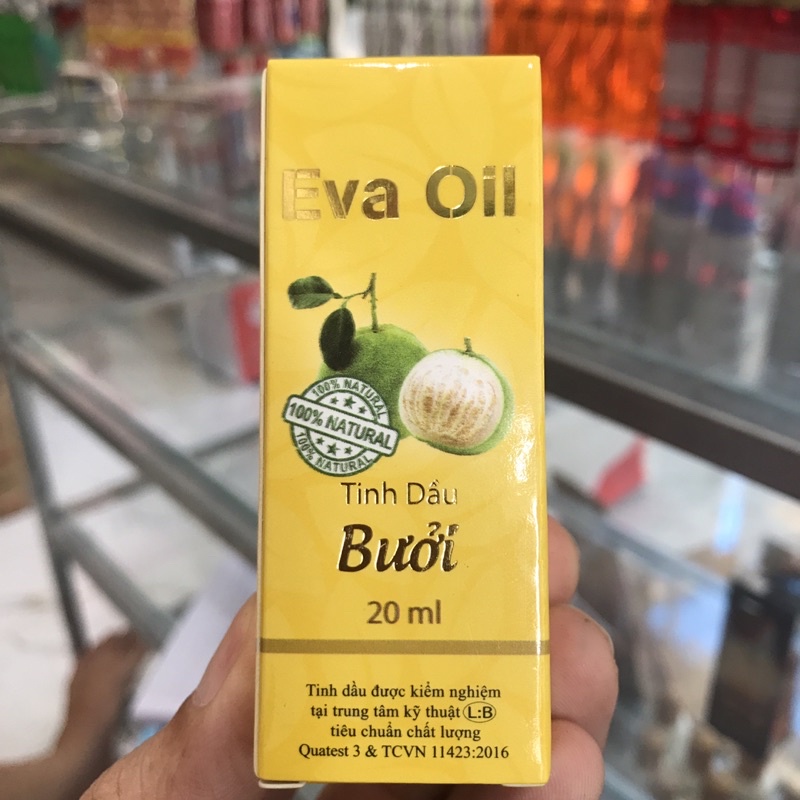 Eva Oil
100% NATURAL
100% NATURAL
100% NATURAL
Tinh Dầu
Bưởi
20 ml
Tinh dầu được kiểm nghiệm
tại trung tâm kỹ thuật L:B
tiêu chuẩn chất lượng
Quatest 3 & TCVN 11423:2016